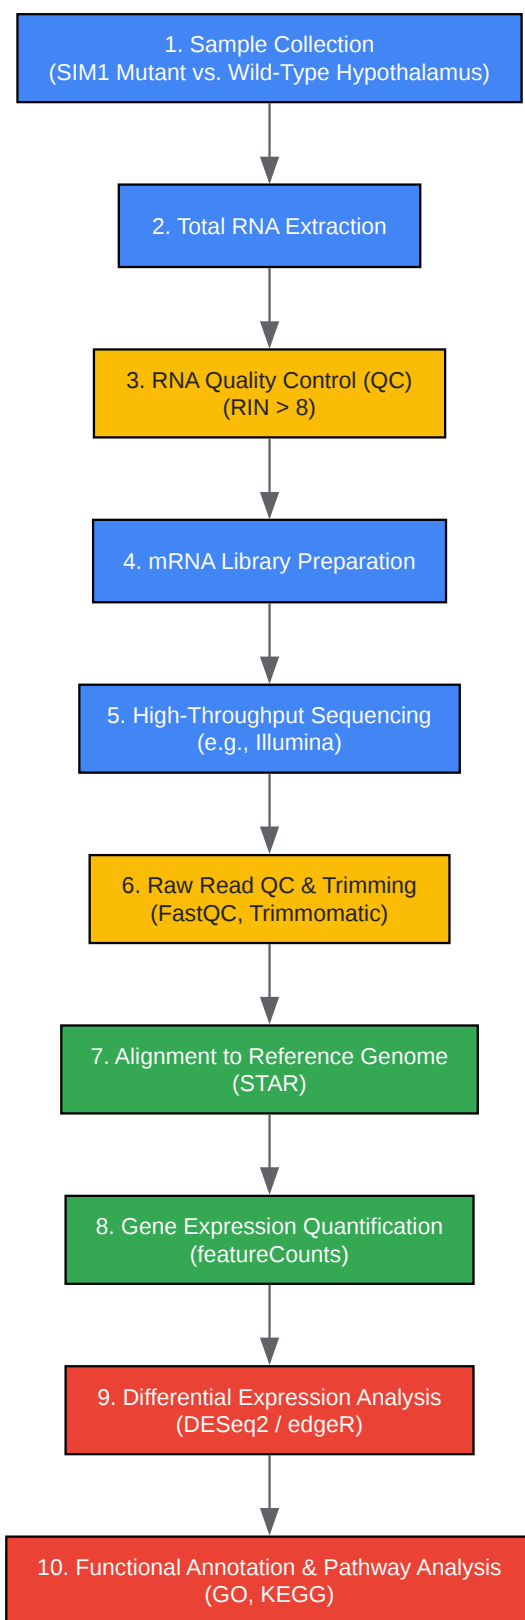 1. Sample Collection
(SIM1 Mutant vs. Wild-Type Hypothalamus)
2. Total RNA Extraction
3. RNA Quality Control (QC)
(RIN > 8)
4. mRNA Library Preparation
5. High-Throughput Sequencing
(e.g., Illumina)
6. Raw Read QC & Trimming
(FastQC, Trimmomatic)
7. Alignment to Reference Genome
(STAR)
8. Gene Expression Quantification
(featureCounts)
9. Differential Expression Analysis
(DESeq2 / edgeR)
10. Functional Annotation & Pathway Analysis
(GO, KEGG)